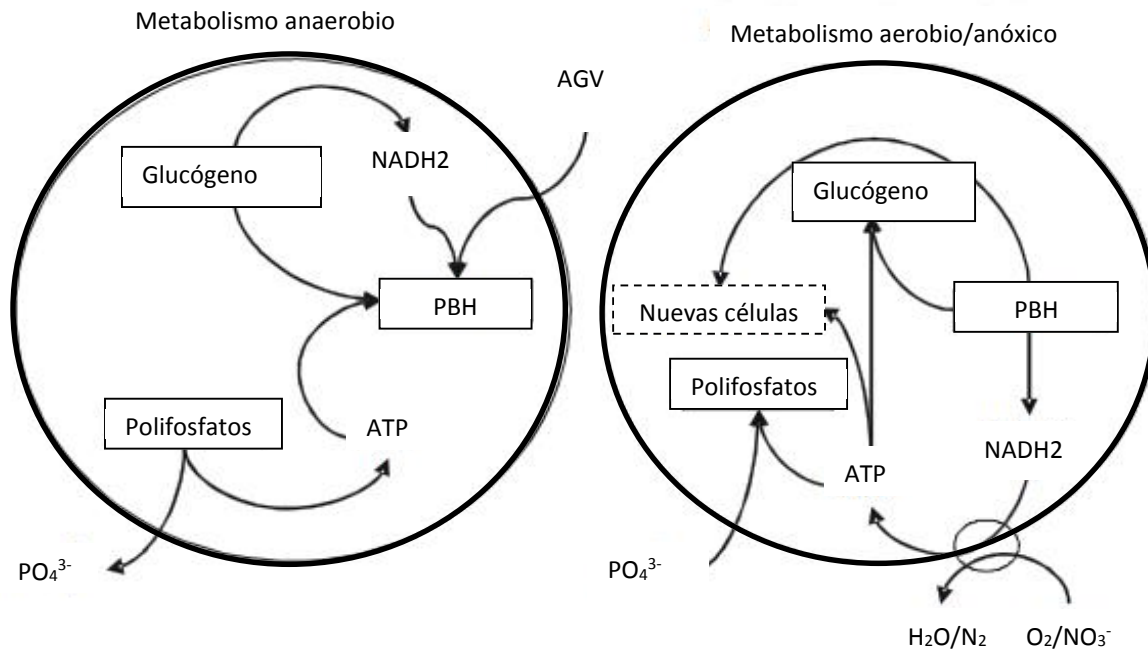 Metabolismo anaerobio
AGV
Glucógeno
NADH2
PBH
Polifosfatos
ATP
PO₄³⁻
Metabolismo aerobio/anóxico
Glucógeno
Nuevas células
PBH
Polifosfatos
ATP
NADH2
PO₄³⁻
H₂O/N₂
O₂/NO₃⁻